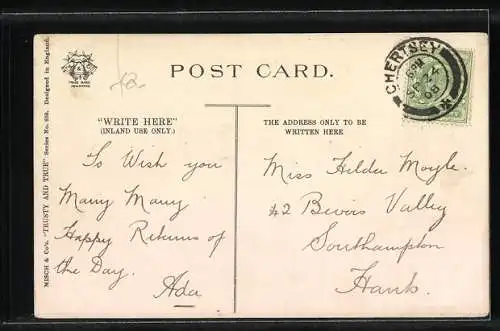 POST CARD.
"WRITE HERE"
(INLAND USE ONLY.)
To Wish you
Many Many
Happy Returns of
the Day.
Ada
THE ADDRESS ONLY TO BE
WRITTEN HERE
Miss Hilda Moyle.
42 Bevois Valley
Southampton
Hants.
CHERTSEY
MISCH & Co's. "TRUSTY AND TRUE" Series No. Designed in England.
TRADE MARK